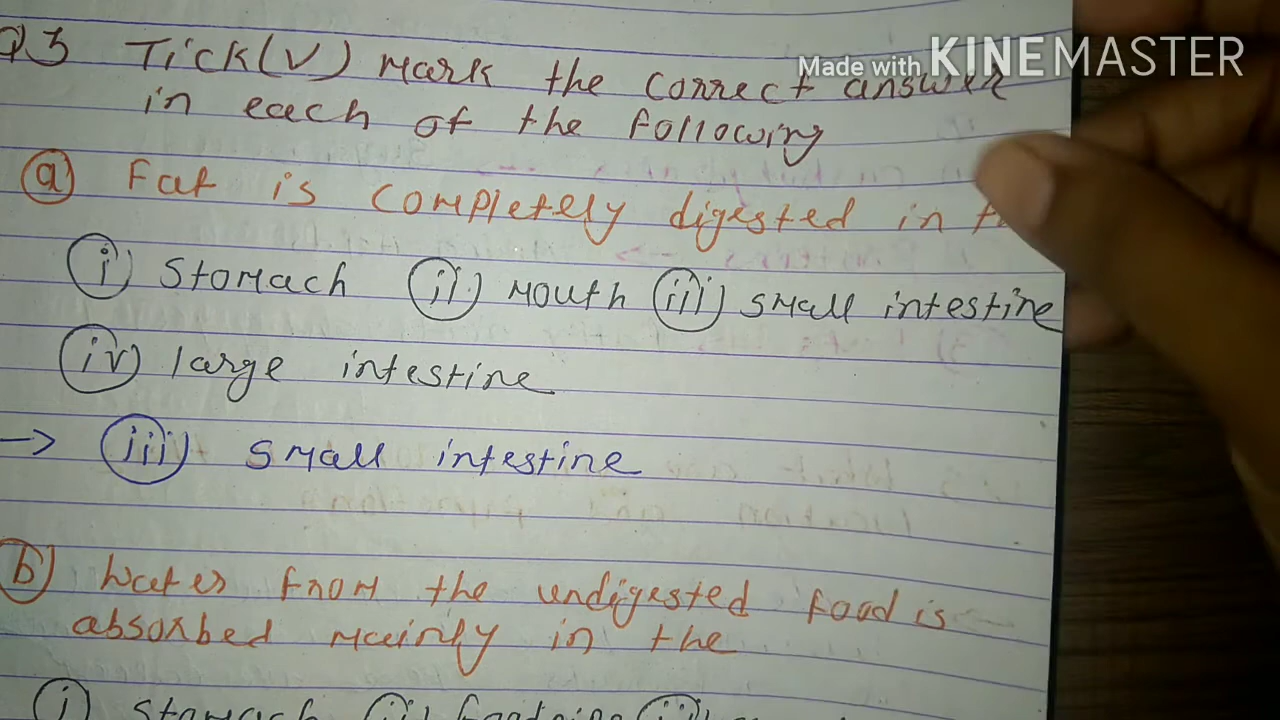 Made with KINEMASTER
Q3 Tick(✓) mark the correct answer
in each of the following
(a) Fat is completely digested in
(i) Stomach (ii) Mouth (iii) small intestine
(iv) large intestine
→ (iii) small intestine
(b) Water from the undigested food is
absorbed mainly in the
(i) Stomach (ii)